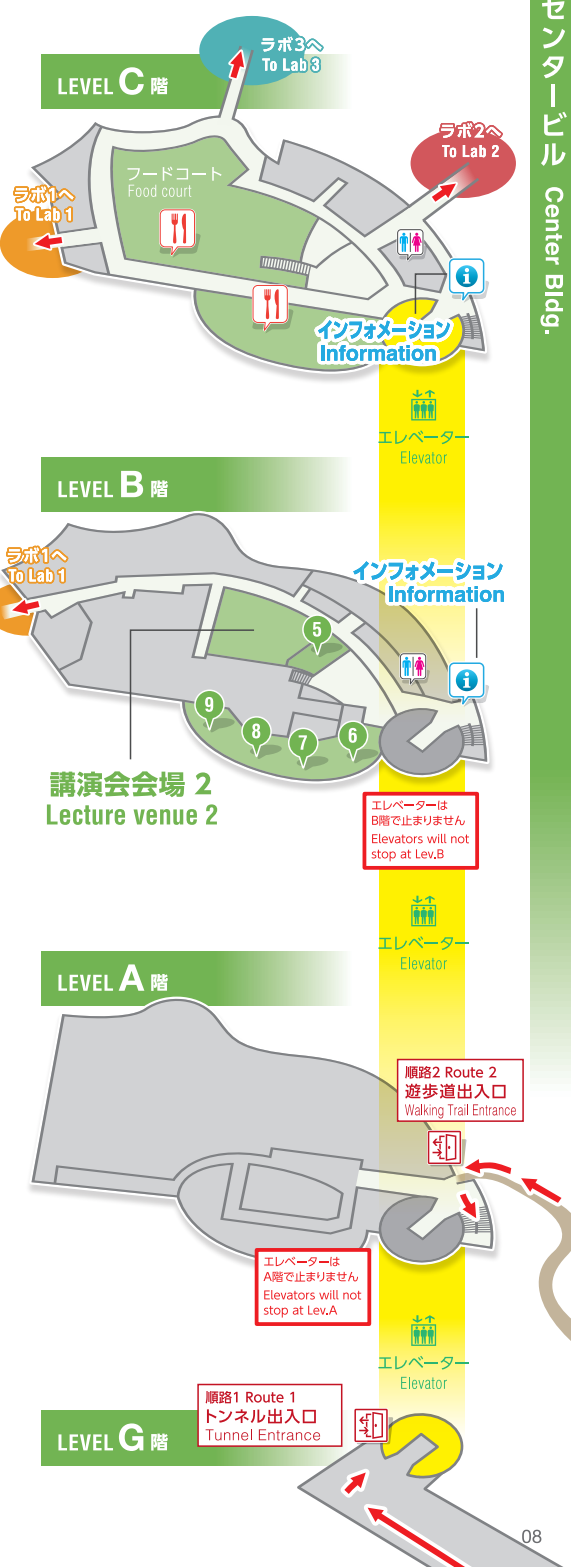 センタービル Center Bldg.
LEVEL C 階
ラボ3へ
To Lab 3
ラボ2へ
To Lab 2
フードコート
Food court
ラボ1へ
To Lab 1
インフォメーション
Information
エレベーター
Elevator
LEVEL B 階
ラボ1へ
To Lab 1
インフォメーション
Information
5
9
8
7
6
講演会会場 2
Lecture venue 2
エレベーターは
B階で止まりません
Elevators will not
stop at Lev.B
エレベーター
Elevator
LEVEL A 階
順路2 Route 2
遊歩道出入口
Walking Trail Entrance
エレベーターは
A階で止まりません
Elevators will not
stop at Lev.A
エレベーター
Elevator
順路1 Route 1
トンネル出入口
Tunnel Entrance
LEVEL G 階
08